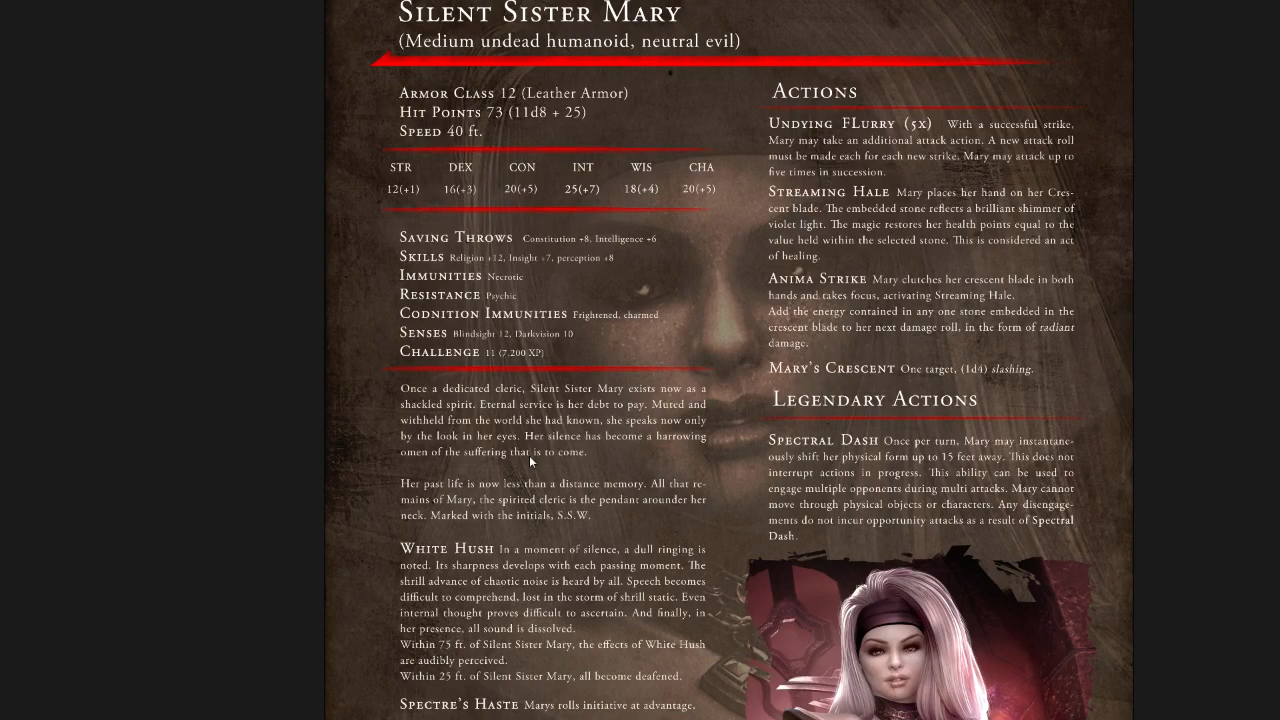 Silent Sister Mary
(Medium undead humanoid, neutral evil)
Armor Class 12 (Leather Armor)
Hit Points 73 (11d8 + 25)
Speed 40 ft.
STR DEX CON INT WIS CHA
12(+1) 16(+3) 20(+5) 25(+7) 18(+4) 20(+5)
Saving Throws Constitution +8, Intelligence +6
Skills Religion +12, Insight +7, perception +8
Immunities Necrotic
Resistance Psychic
Codnition Immunities Frightened, charmed
Senses Blindsight 12, Darkvision 10
Challenge 11 (7,200 XP)
Once a dedicated cleric, Silent Sister Mary exists now as a
shackled spirit. Eternal service is her debt to pay. Muted and
withheld from the world she had known, she speaks now only
by the look in her eyes. Her silence has become a harrowing
omen of the suffering that is to come.
Her past life is now less than a distance memory. All that re-
mains of Mary, the spirited cleric is the pendant arounder her
neck. Marked with the initials, S.S.W.
White Hush In a moment of silence, a dull ringing is
noted. Its sharpness develops with each passing moment. The
shrill advance of chaotic noise is heard by all. Speech becomes
difficult to comprehend, lost in the storm of shrill static. Even
internal thought proves difficult to ascertain. And finally, in
her presence, all sound is dissolved.
Within 75 ft. of Silent Sister Mary, the effects of White Hush
are audibly perceived.
Within 25 ft. of Silent Sister Mary, all become deafened.
Spectre's Haste Marys rolls initiative at advantage.
Actions
Undying FLurry (5x) With a successful strike,
Mary may take an additional attack action. A new attack roll
must be made each for each new strike. Mary may attack up to
five times in succession.
Streaming Hale Mary places her hand on her Cres-
cent blade. The embedded stone reflects a brilliant shimmer of
violet light. The magic restores her health points equal to the
value held within the selected stone. This is considered an act
of healing.
Anima Strike Mary clutches her crescent blade in both
hands and takes focus, activating Streaming Hale.
Add the energy contained in any one stone embedded in the
crescent blade to her next damage roll, in the form of radiant
damage.
Mary's Crescent One target, (1d4) slashing.
Legendary Actions
Spectral Dash Once per turn, Mary may instantanc-
ously shift her physical form up to 15 feet away. This does not
interrupt actions in progress. This ability can be used to
engage multiple opponents during multi attacks. Mary cannot
move through physical objects or characters. Any disengage-
ments do not incur opportunity attacks as a result of Spectral
Dash.